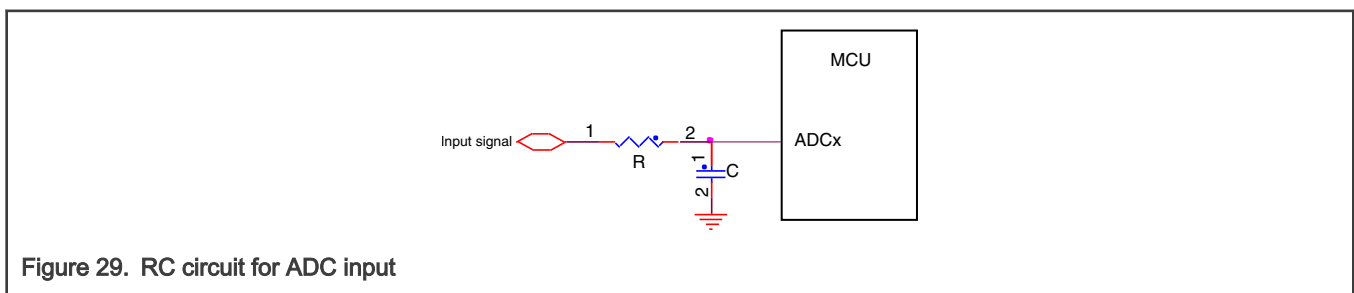 MCU
Input signal
1
R
2
ADCx
1
C
2
Figure 29. RC circuit for ADC input